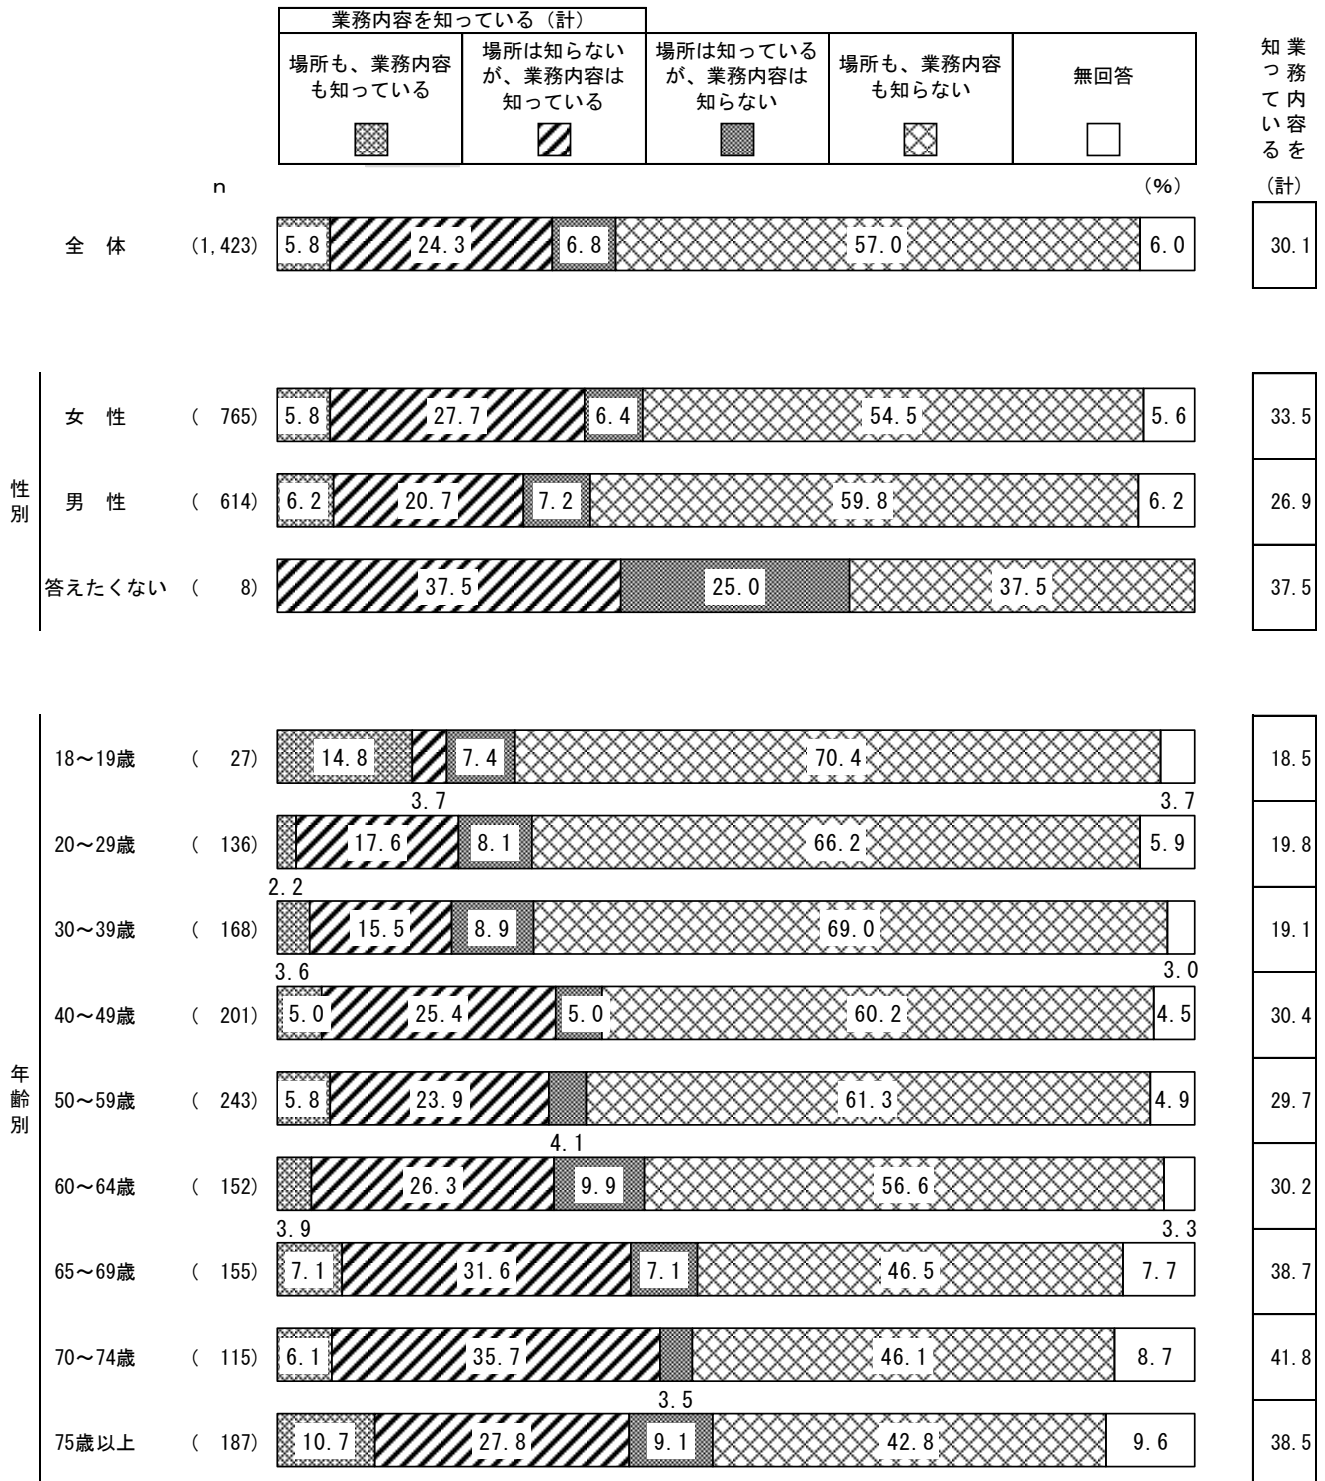 業務内容を知っている（計）
場所も、業務内容
も知っている
場所は知らない
が、業務内容は
知っている
場所は知っている
が、業務内容は
知らない
場所も、業務内容
も知らない
無回答
業務内容を
知っている
（計）
n
（%）
全　体 （1,423） 5.8 24.3 6.8 57.0 6.0 30.1
性別
女　性 （　765） 5.8 27.7 6.4 54.5 5.6 33.5
男　性 （　614） 6.2 20.7 7.2 59.8 6.2 26.9
答えたくない （　8） 37.5 25.0 37.5 37.5
年齢別
18～19歳 （　27） 14.8 7.4 70.4 18.5
3.7 3.7
20～29歳 （　136） 17.6 8.1 66.2 5.9 19.8
2.2
30～39歳 （　168） 15.5 8.9 69.0 19.1
3.6 3.0
40～49歳 （　201） 5.0 25.4 5.0 60.2 4.5 30.4
50～59歳 （　243） 5.8 23.9 61.3 4.9 29.7
4.1
60～64歳 （　152） 26.3 9.9 56.6 30.2
3.9 3.3
65～69歳 （　155） 7.1 31.6 7.1 46.5 7.7 38.7
70～74歳 （　115） 6.1 35.7 46.1 8.7 41.8
3.5
75歳以上 （　187） 10.7 27.8 9.1 42.8 9.6 38.5